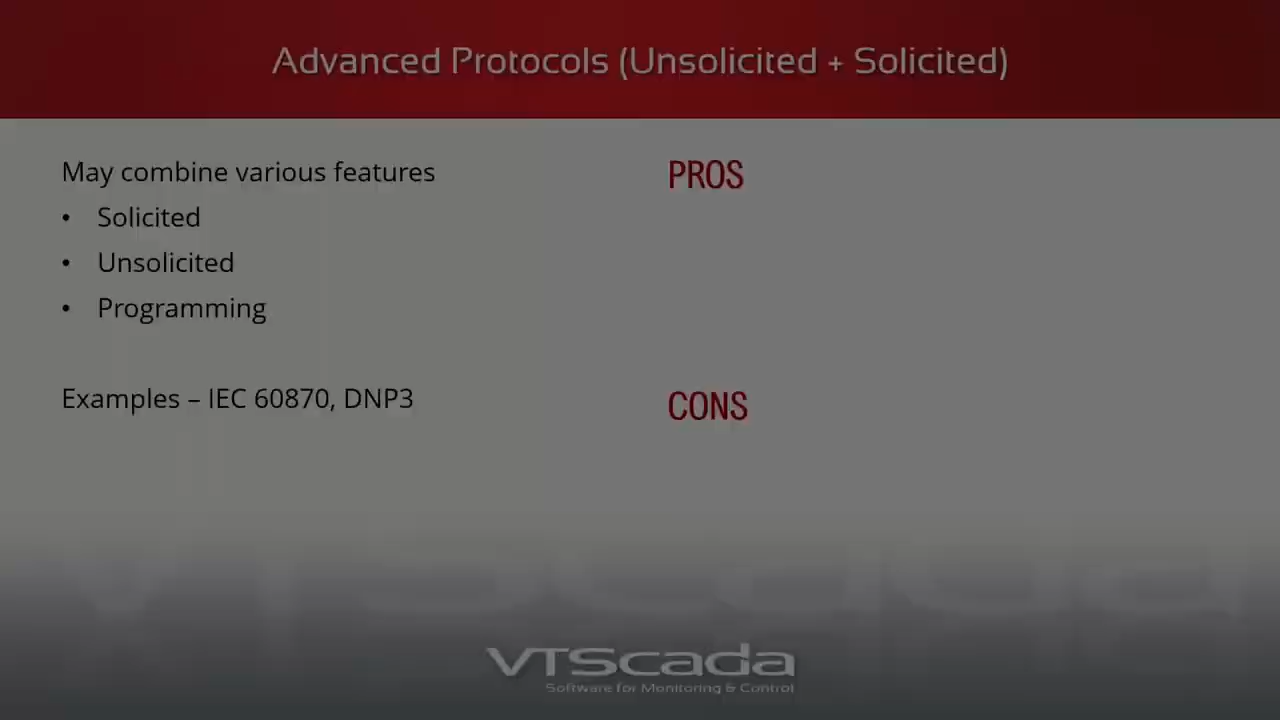 Advanced Protocols (Unsolicited + Solicited)
May combine various features
• Solicited
• Unsolicited
• Programming
Examples – IEC 60870, DNP3
PROS
CONS
VTScada
VTScada
Software for Monitoring & Control